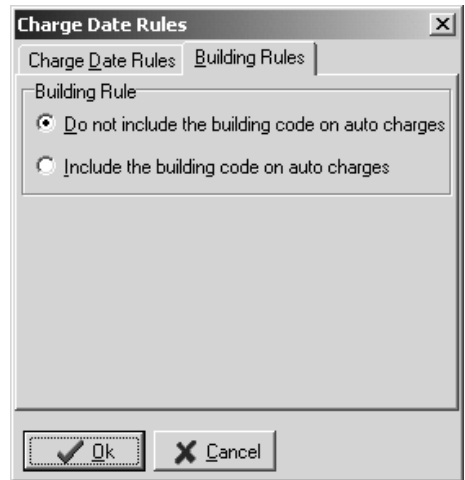 Charge Date Rules
Charge Date Rules Building Rules
Building Rule
Do not include the building code on auto charges
Include the building code on auto charges
Ok Cancel